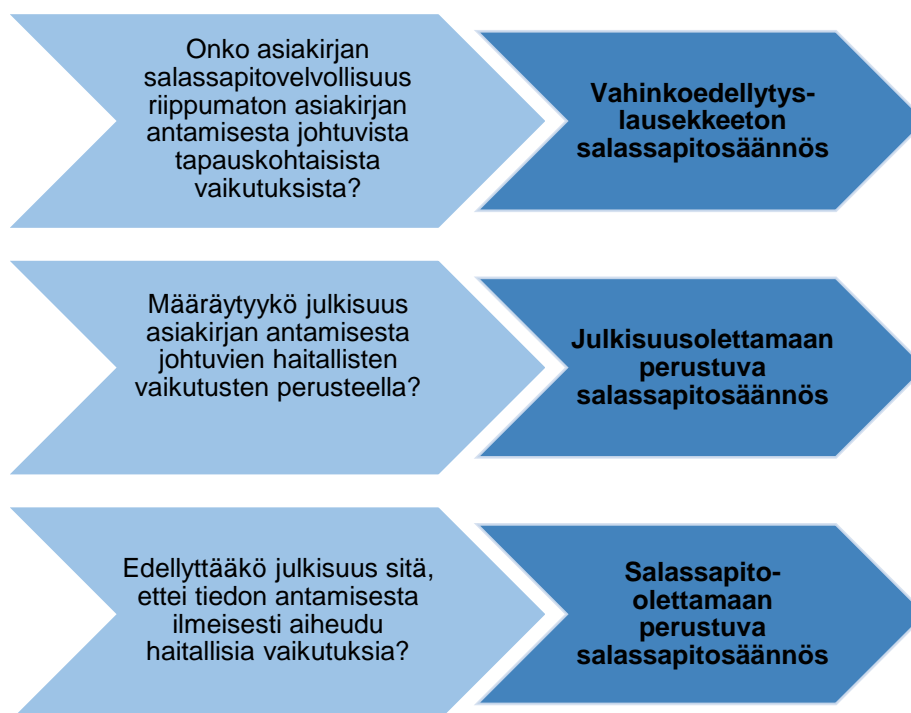 Onko asiakirjan
salassapitovelvollisuus
riippumaton asiakirjan
antamisesta johtuvista
tapauskohtaisista
vaikutuksista?
Vahinkoedellytys-
lausekkeeton
salassapitosäännös
Määräytyykö julkisuus
asiakirjan antamisesta
johtuvien haitallisten
vaikutusten perusteella?
Julkisuusolettamaan
perustuva
salassapitosäännös
Edellyttääkö julkisuus sitä,
ettei tiedon antamisesta
ilmeisesti aiheudu
haitallisia vaikutuksia?
Salassapito-
olettamaan
perustuva
salassapitosäännös